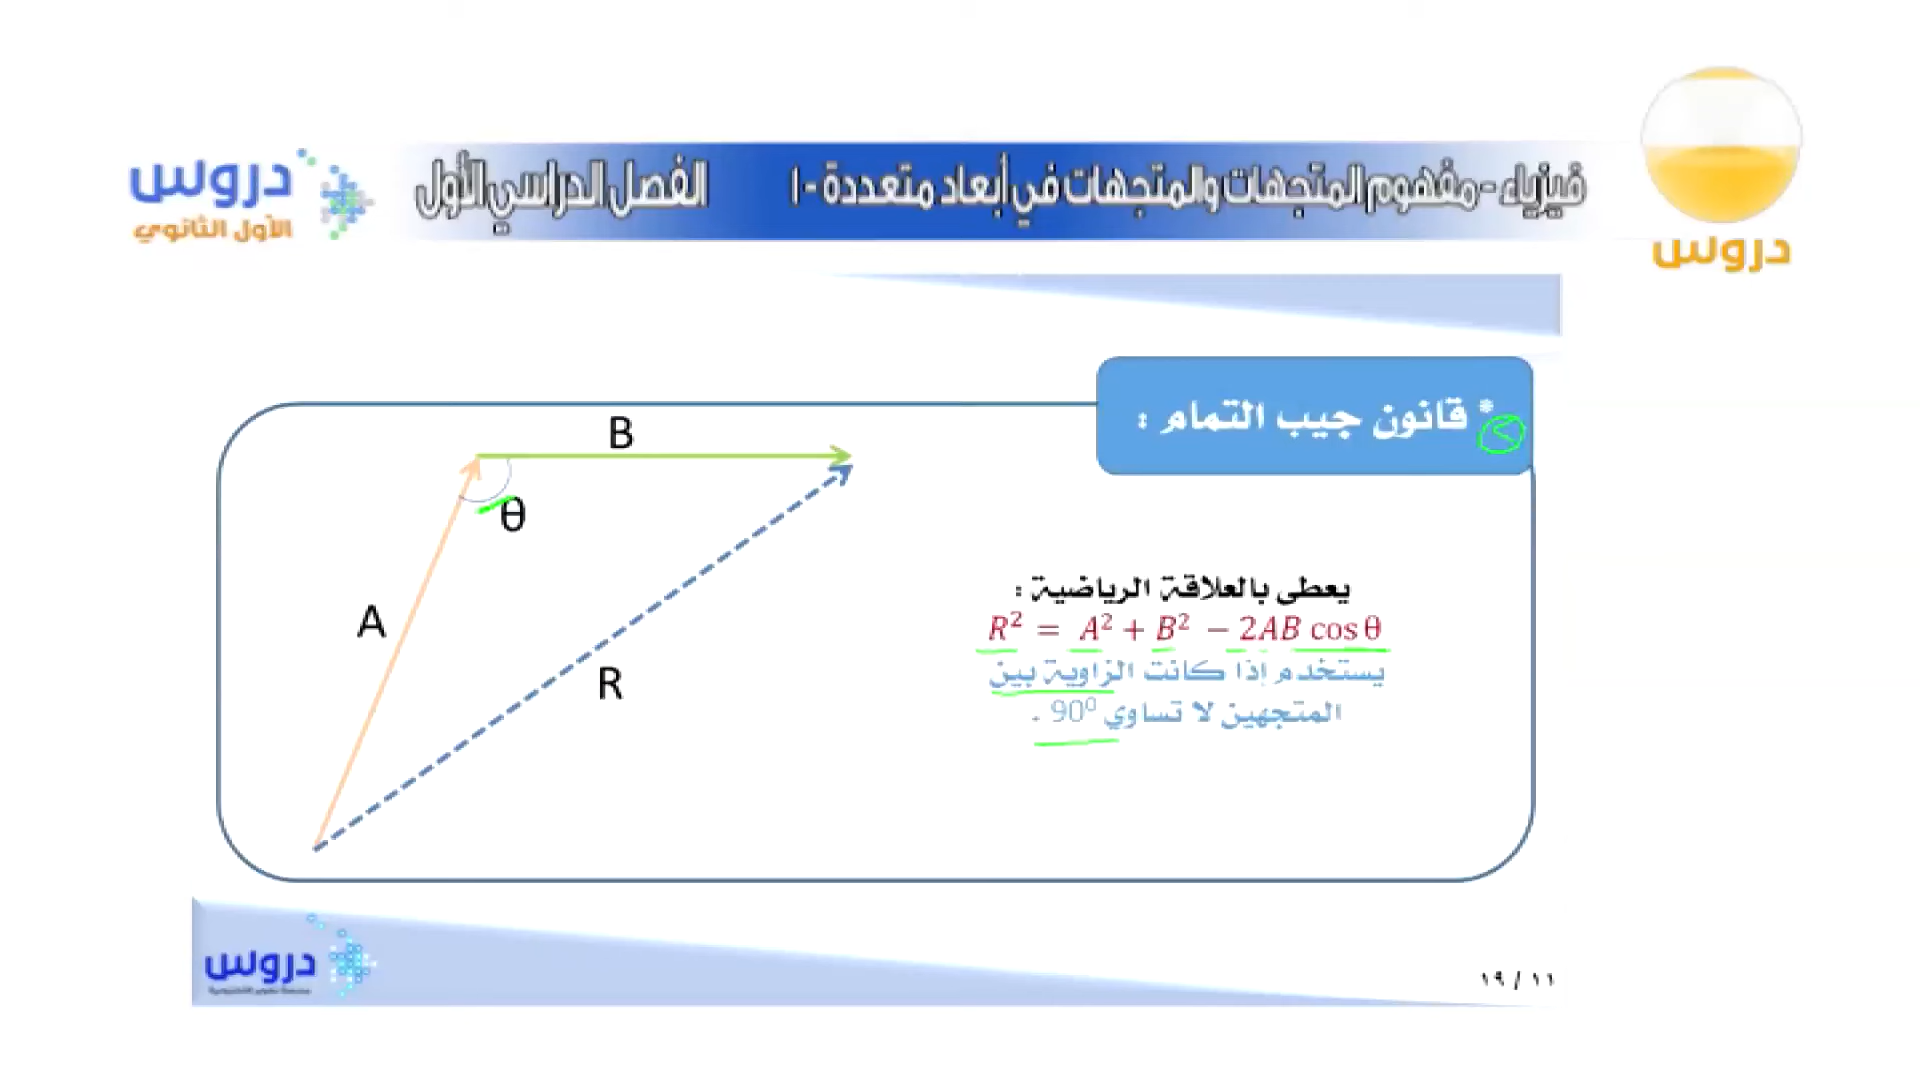 دروس
الأول الثانوي
فيزياء - مفهوم المتجهات والمتجهات في أبعاد متعددة - ١
الفصل الدراسي الأول
دروس
* قانون جيب التمام :
B
θ
A
R
يعطى بالعلاقة الرياضية :
R² = A² + B² − 2AB cos θ
يستخدم إذا كانت الزاوية بين
المتجهين لا تساوي 90⁰ .
دروس
١١ / ١٩